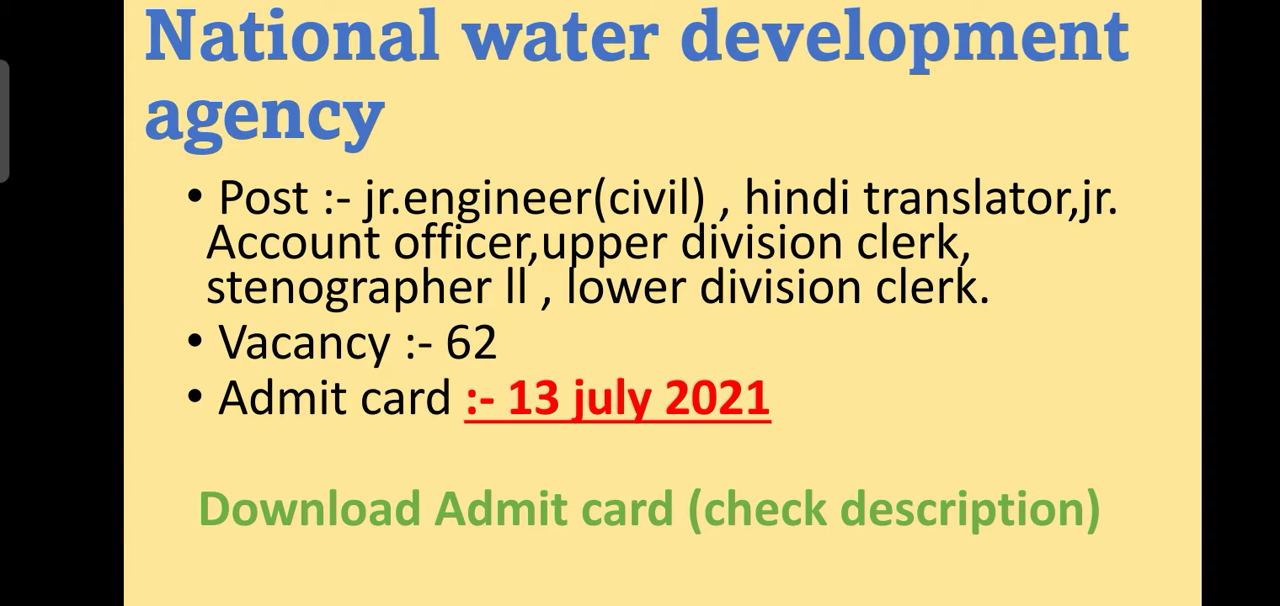 National water development
agency
• Post :- jr.engineer(civil) , hindi translator,jr.
Account officer,upper division clerk,
stenographer ll , lower division clerk.
• Vacancy :- 62
• Admit card :- 13 july 2021
Download Admit card (check description)